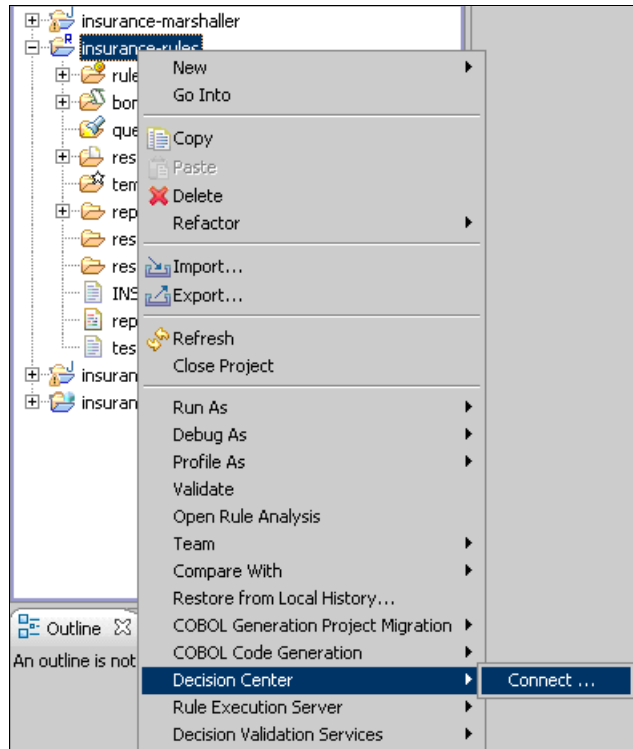 insurance-marshaller
R
insurance-rules
rule
New
bon
Go Into
que
Copy
res
Paste
tem
Delete
rep
Refactor
res
res
Import...
INS
Export...
rep
Refresh
tes
Close Project
insuran
insuran
Run As
Debug As
Profile As
Validate
Open Rule Analysis
Team
Compare With
Restore from Local History...
Outline
COBOL Generation Project Migration
An outline is not
COBOL Code Generation
Decision Center
Connect ...
Rule Execution Server
Decision Validation Services